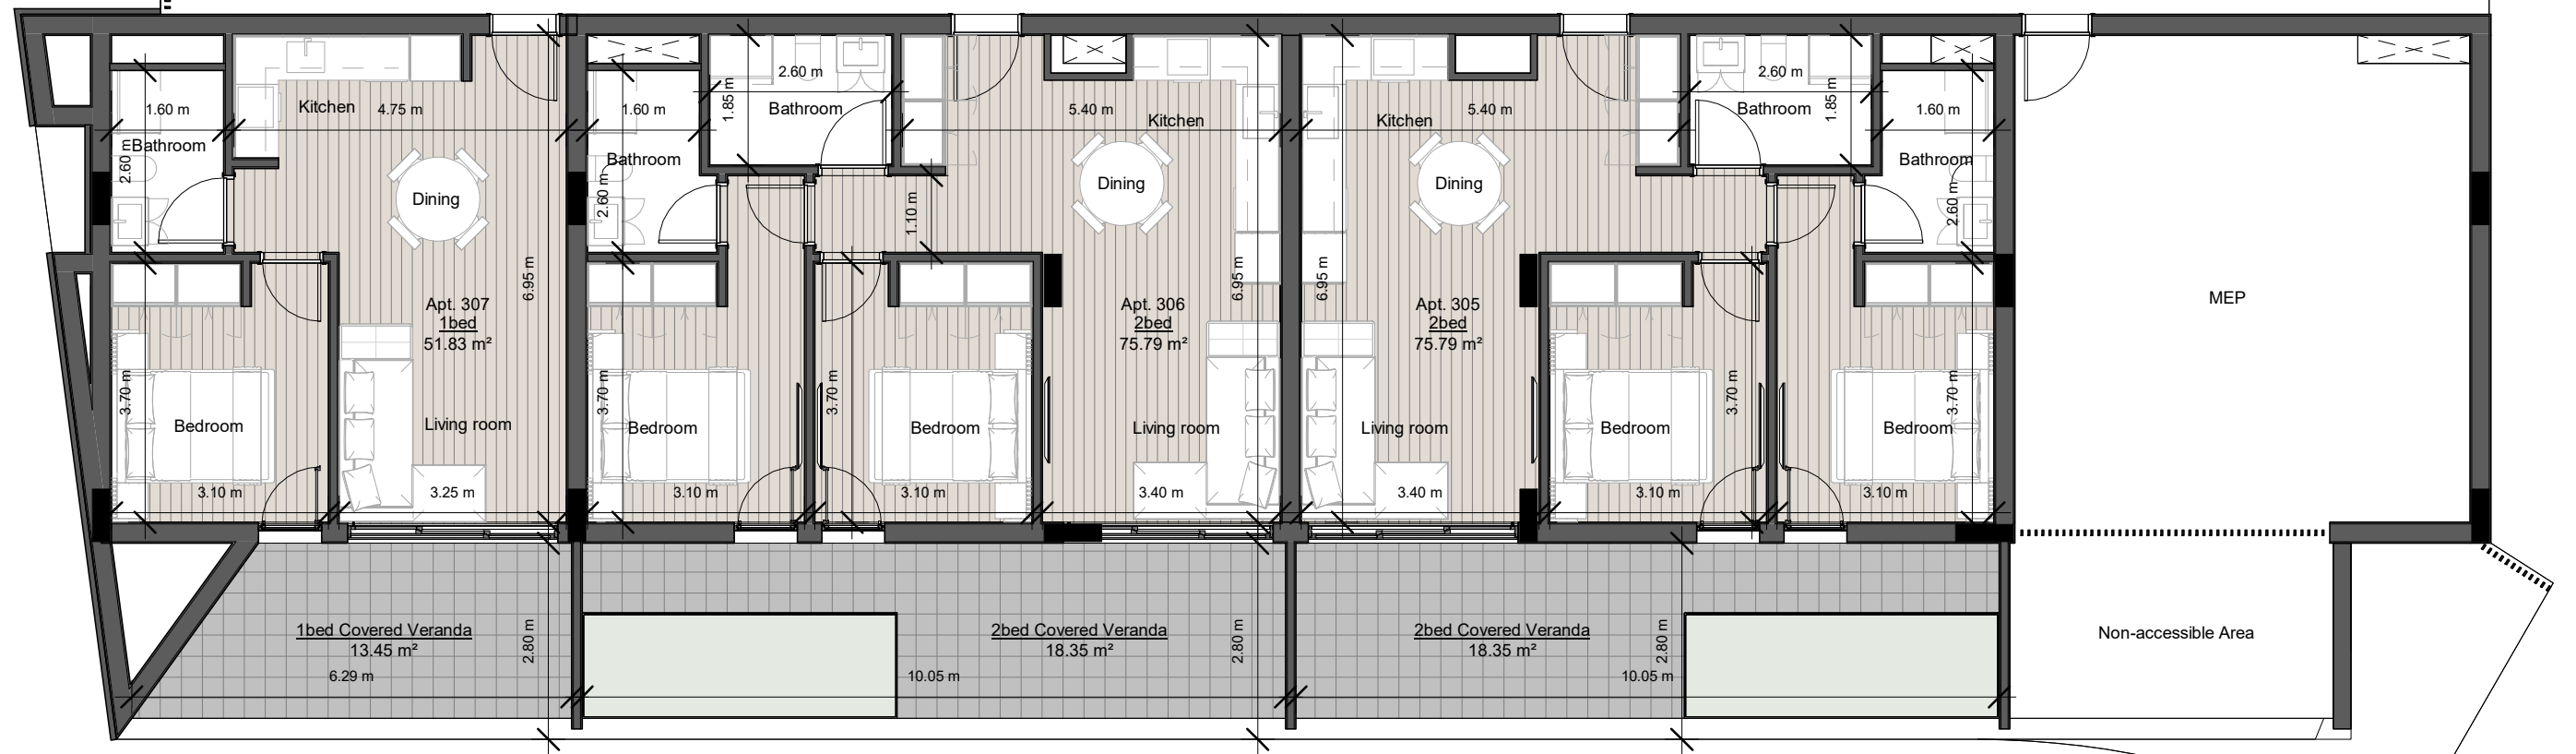 2.60 m
2.60 m
1.60 m
Kitchen
4.75 m
1.60 m
1.85 m
Bathroom
5.40 m
Kitchen
Kitchen
5.40 m
Bathroom
1.85 m
1.60 m
Bathroom
2.60 m
Bathroom
2.60 m
Bathroom
2.60 m
Dining
Dining
Dining
1.10 m
6.95 m
6.95 m
6.95 m
Apt. 307
1bed
51.83 m²
Apt. 306
2bed
75.79 m²
Apt. 305
2bed
75.79 m²
MEP
3.70 m
3.70 m
3.70 m
3.70 m
3.70 m
Bedroom
Living room
Bedroom
Bedroom
Living room
Living room
Bedroom
Bedroom
3.10 m
3.25 m
3.10 m
3.10 m
3.40 m
3.40 m
3.10 m
3.10 m
1bed Covered Veranda
13.45 m²
6.29 m
2.80 m
2bed Covered Veranda
18.35 m²
10.05 m
2.80 m
2bed Covered Veranda
18.35 m²
10.05 m
2.80 m
Non-accessible Area